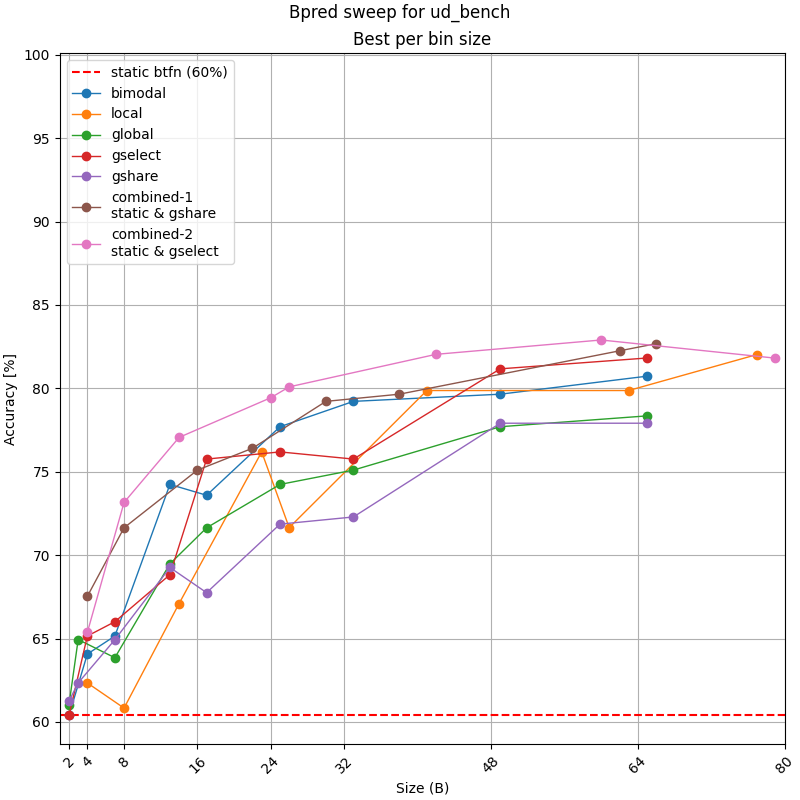 Bpred sweep for ud_bench
Best per bin size
100
95
90
85
80
75
70
65
60
Accuracy [%]
static btfn (60%)
bimodal
local
global
gselect
gshare
combined-1
static & gshare
combined-2
static & gselect
2
4
8
16
24
32
48
64
80
Size (B)